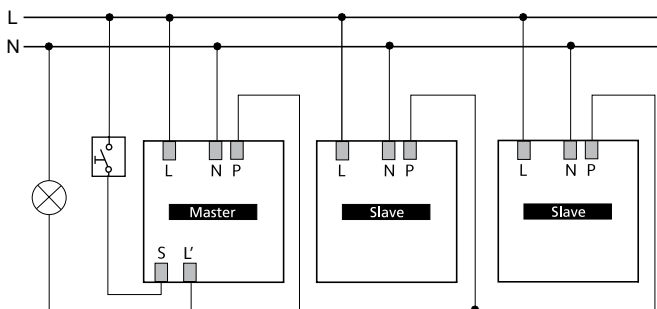 L
N
L N P L N P L N P
Master Slave Slave
S L’